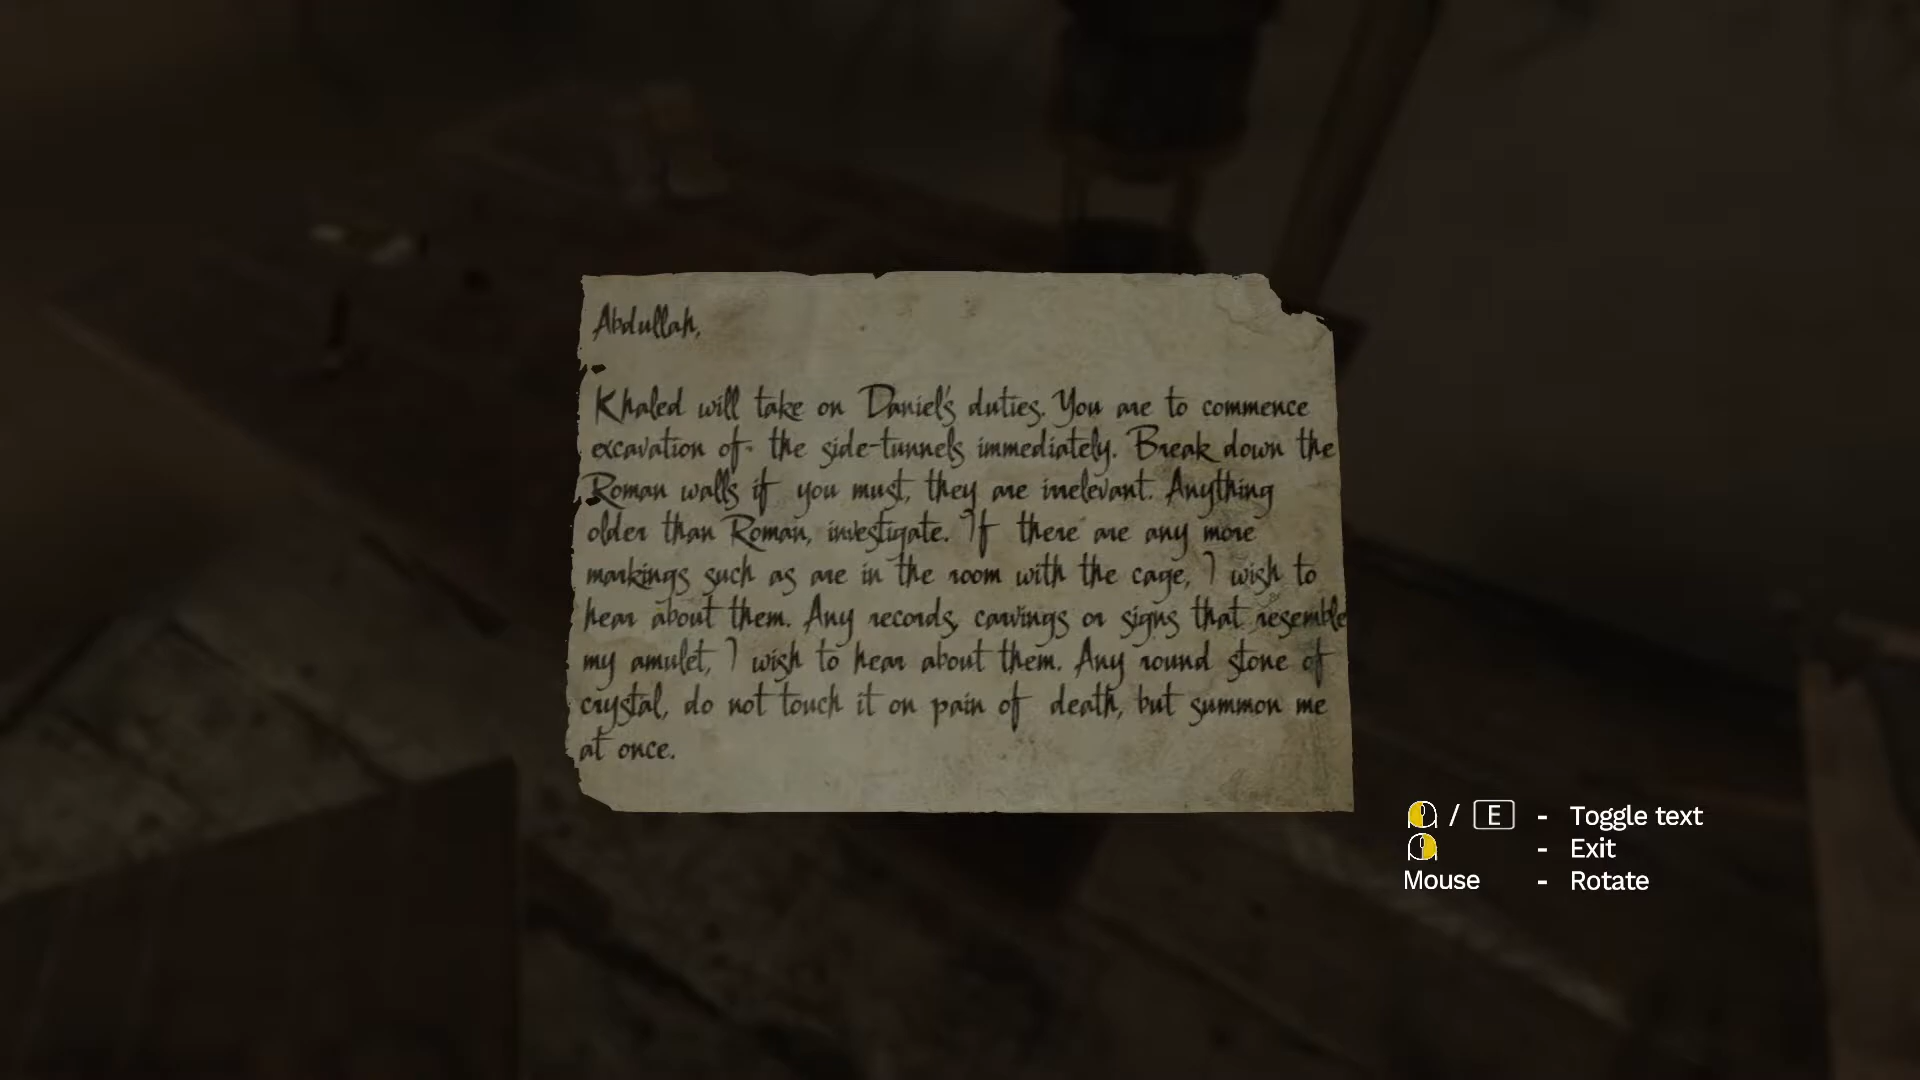 Abdullah,
Khaled will take on Daniel's duties. You are to commence
excavation of the side-tunnels immediately. Break down the
Roman walls if you must, they are irrelevant. Anything
older than Roman, investigate. If there are any more
markings such as are in the room with the cage, I wish to
hear about them. Any records, carvings or signs that resemble
my amulet, I wish to hear about them. Any round stone of
crystal, do not touch it on pain of death, but summon me
at once.
/ E - Toggle text
- Exit
Mouse - Rotate